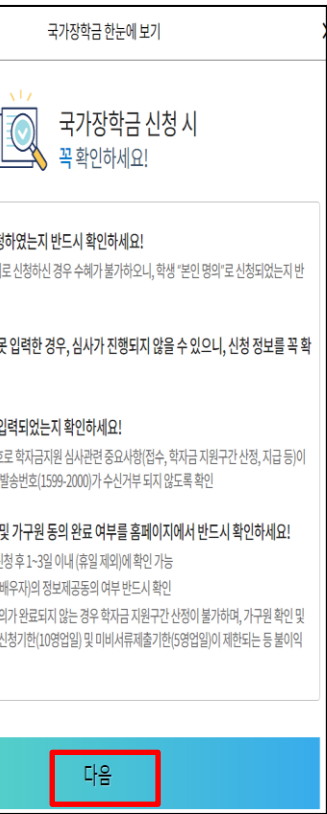 국가장학금 한눈에 보기
국가장학금 신청 시
꼭 확인하세요!
청하였는지 반드시 확인하세요!
로 신청하신 경우 수혜가 불가하오니, 학생 "본인 명의"로 신청되었는지 반
못 입력한 경우, 심사가 진행되지 않을 수 있으니, 신청 정보를 꼭 확
입력되었는지 확인하세요!
호로 학자금지원 심사관련 중요사항(접수, 학자금 지원구간 산정, 지급 등)이
발송번호(1599-2000)가 수신거부 되지 않도록 확인
및 가구원 동의 완료 여부를 홈페이지에서 반드시 확인하세요!
신청 후 1~3일 이내 (휴일 제외)에 확인 가능
배우자)의 정보제공동의 여부 반드시 확인
의가 완료되지 않는 경우 학자금 지원구간 산정이 불가하며, 가구원 확인 및
신청기한(10영업일) 및 미비서류제출기한(5영업일)이 제한되는 등 불이익
다음